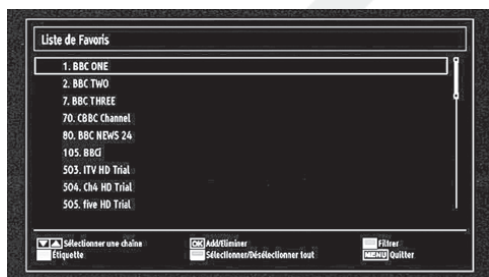 Liste de Favoris
1. BBC ONE
2. BBC TWO
7. BBC THREE
70. CBBC Channel
80. BBC NEWS 24
105. BBCi
503. ITV HD Trial
504. Ch4 HD Trial
505. five HD Trial
Sélectionner une chaîne OK Add/Eliminer Filtrer
Étiquette Sélectionner/Désélectionner tout MENU Quitter